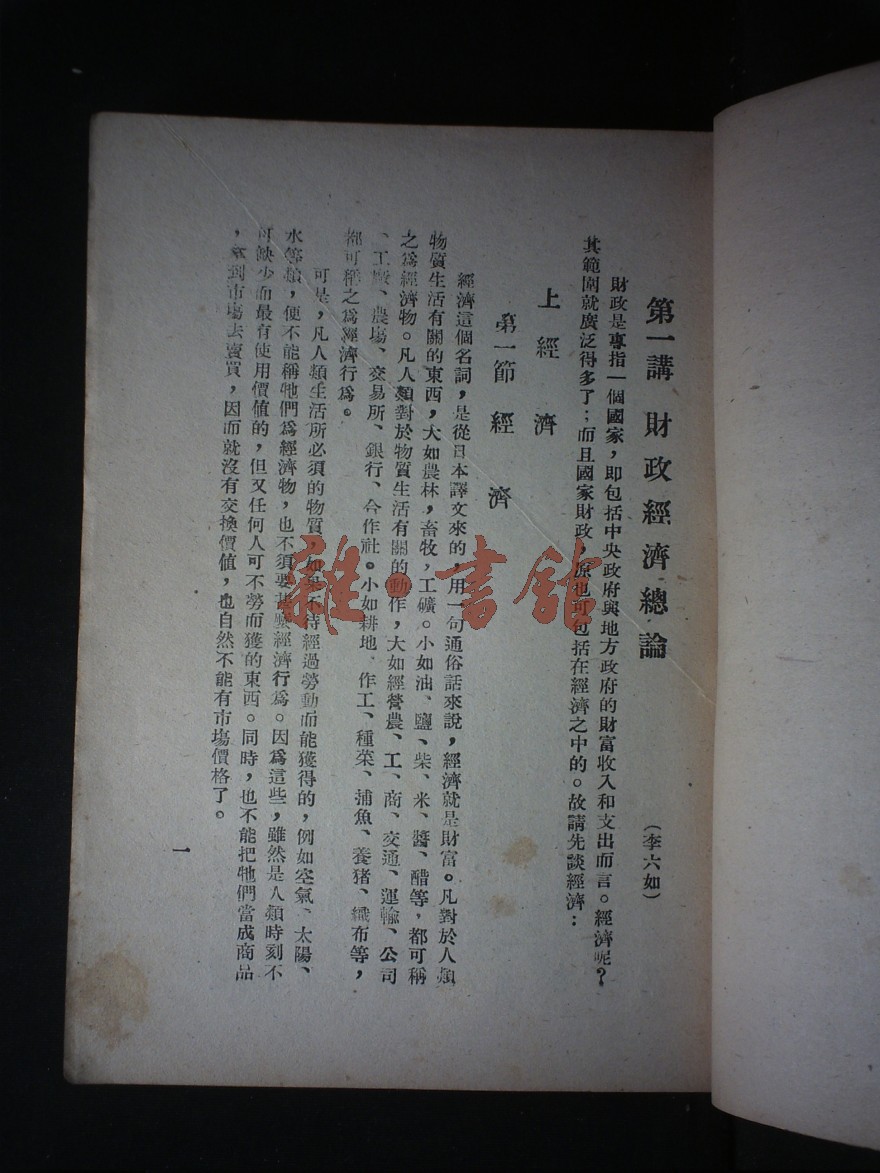 第一講 財政經濟總論
(李六如)
財政是專指一個國家，即包括中央政府與地方政府的財富收入和支出而言。經濟呢？
其範圍就廣泛得多了；而且國家財政，原也可包括在經濟之中的。故請先談經濟：
上 經濟
第一節 經濟
經濟這個名詞，是從日本譯文來的，用一句通俗話來說，經濟就是財富。凡對於人類
物質生活有關的東西，大如農林，畜牧，工礦。小如油、鹽、柴、米、醬、醋等，都可稱
之爲經濟物。凡人類對於物質生活有關的動作，大如經營農、工、商、交通、運輸、公司
、工廠、農場、交易所、銀行、合作社。小如耕地、作工、種菜、捕魚、養猪、織布等，
都可稱之爲經濟行爲。
可是，凡人類生活所必須的物質，如果不待經過勞動而能獲得的，例如空氣、太陽、
水等類，便不能稱牠們爲經濟物，也不須要甚麼經濟行爲。因爲這些，雖然是人類時刻不
可缺少而最有使用價值的，但又任何人可不勞而獲的東西。同時，也不能把牠們當成商品
，拿到市場去賣買，因而就沒有交換價值，也自然不能有市場價格了。
一
雜·書館